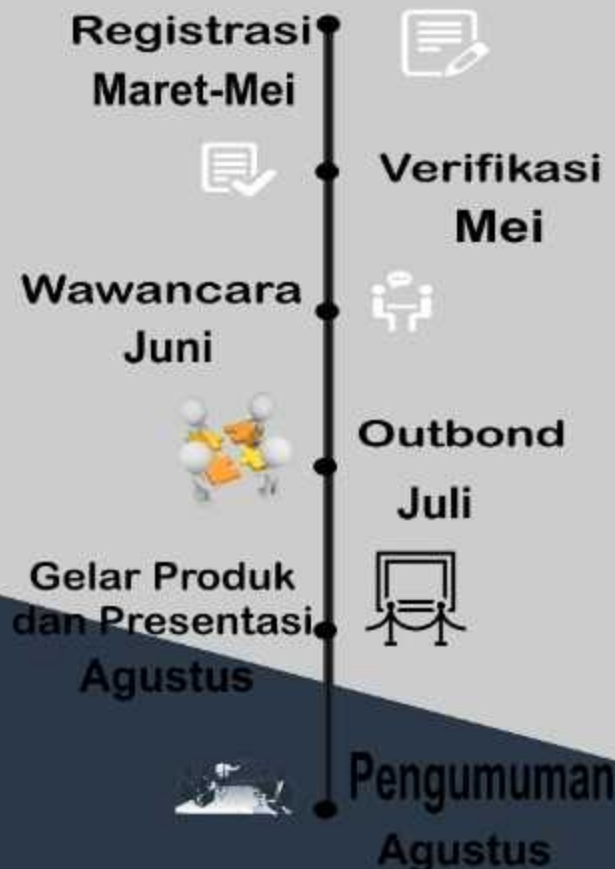 Registrasi
Maret-Mei
Verifikasi
Mei
Wawancara
Juni
Outbond
Juli
Gelar Produk
dan Presentasi
Agustus
Pengumuman
Agustus